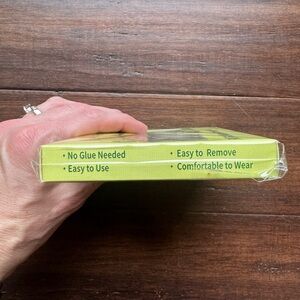 • No Glue Needed • Easy to Remove
• Easy to Use • Comfortable to Wear